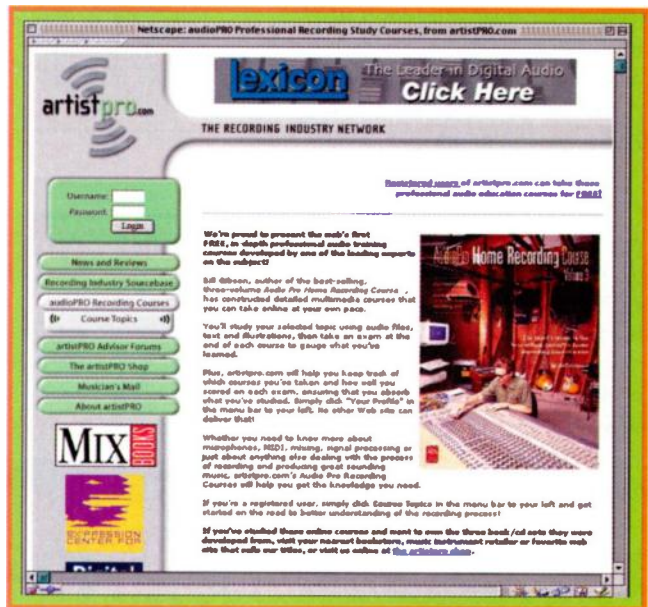 Netscape: audioPRO Professional Recording Study Courses, from artistPRO.com
lexicon
The Leader in Digital Audio
Click Here
artistpro.com
THE RECORDING INDUSTRY NETWORK
Registered users of artistpro.com can take these
professional audio education courses for FREE!
Username:
Password:
Login
News and Reviews
Recording Industry Sourcebase
audioPRO Recording Courses
Course Topics
artistPRO Advisor Forums
The artistPRO Shop
Musician's Mail
About artistPRO
MIX BOOKS
EXPRESSION
CENTER FOR
Digital
We're proud to present the web's first
FREE, in-depth professional audio training
courses developed by one of the leading experts
on the subject!
Bill Gibson, author of the best-selling,
three-volume Audio Pro Home Recording Course ,
has constructed detailed multimedia courses that
you can take online at your own pace.
You'll study your selected topic using audio files,
text and illustrations, then take an exam at the
end of each course to gauge what you've
learned.
Plus, artistpro.com will help you keep track of
which courses you've taken and how well you
scored on each exam, ensuring that you absorb
what you've studied. Simply click "Your Profile" in
the menu bar to your left. No other Web site can
deliver that!
Whether you need to know more about
microphones, MIDI, mixing, signal processing or
just about anything else dealing with the process
of recording and producing great sounding
music, artistpro.com's Audio Pro Recording
Courses will help you get the knowledge you need.
AudioPro Home Recording Course
Volume 3
If you're a registered user, simply click Course Topics in the menu bar to your left and get
started on the road to better understanding of the recording process!
If you've studied these online courses and want to own the three book/cd sets they were
developed from, visit your nearest bookstore, music instrument retailer or favorite web
site that sells our titles, or visit us online at the artistpro shop.